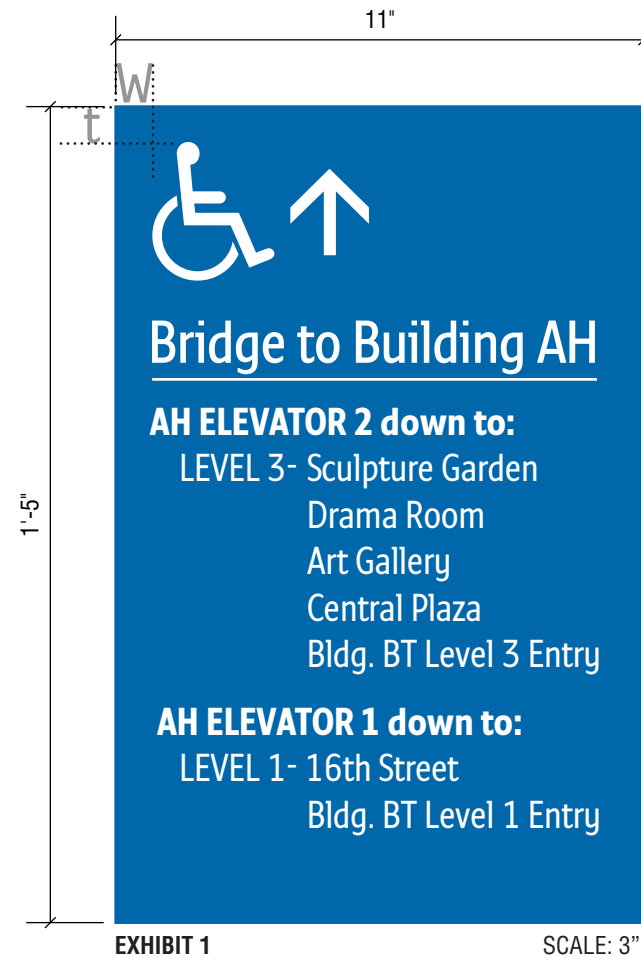 11"
W
t
1'-5"
Bridge to Building AH
AH ELEVATOR 2 down to:
LEVEL 3- Sculpture Garden
Drama Room
Art Gallery
Central Plaza
Bldg. BT Level 3 Entry
AH ELEVATOR 1 down to:
LEVEL 1- 16th Street
Bldg. BT Level 1 Entry
EXHIBIT 1 SCALE: 3”